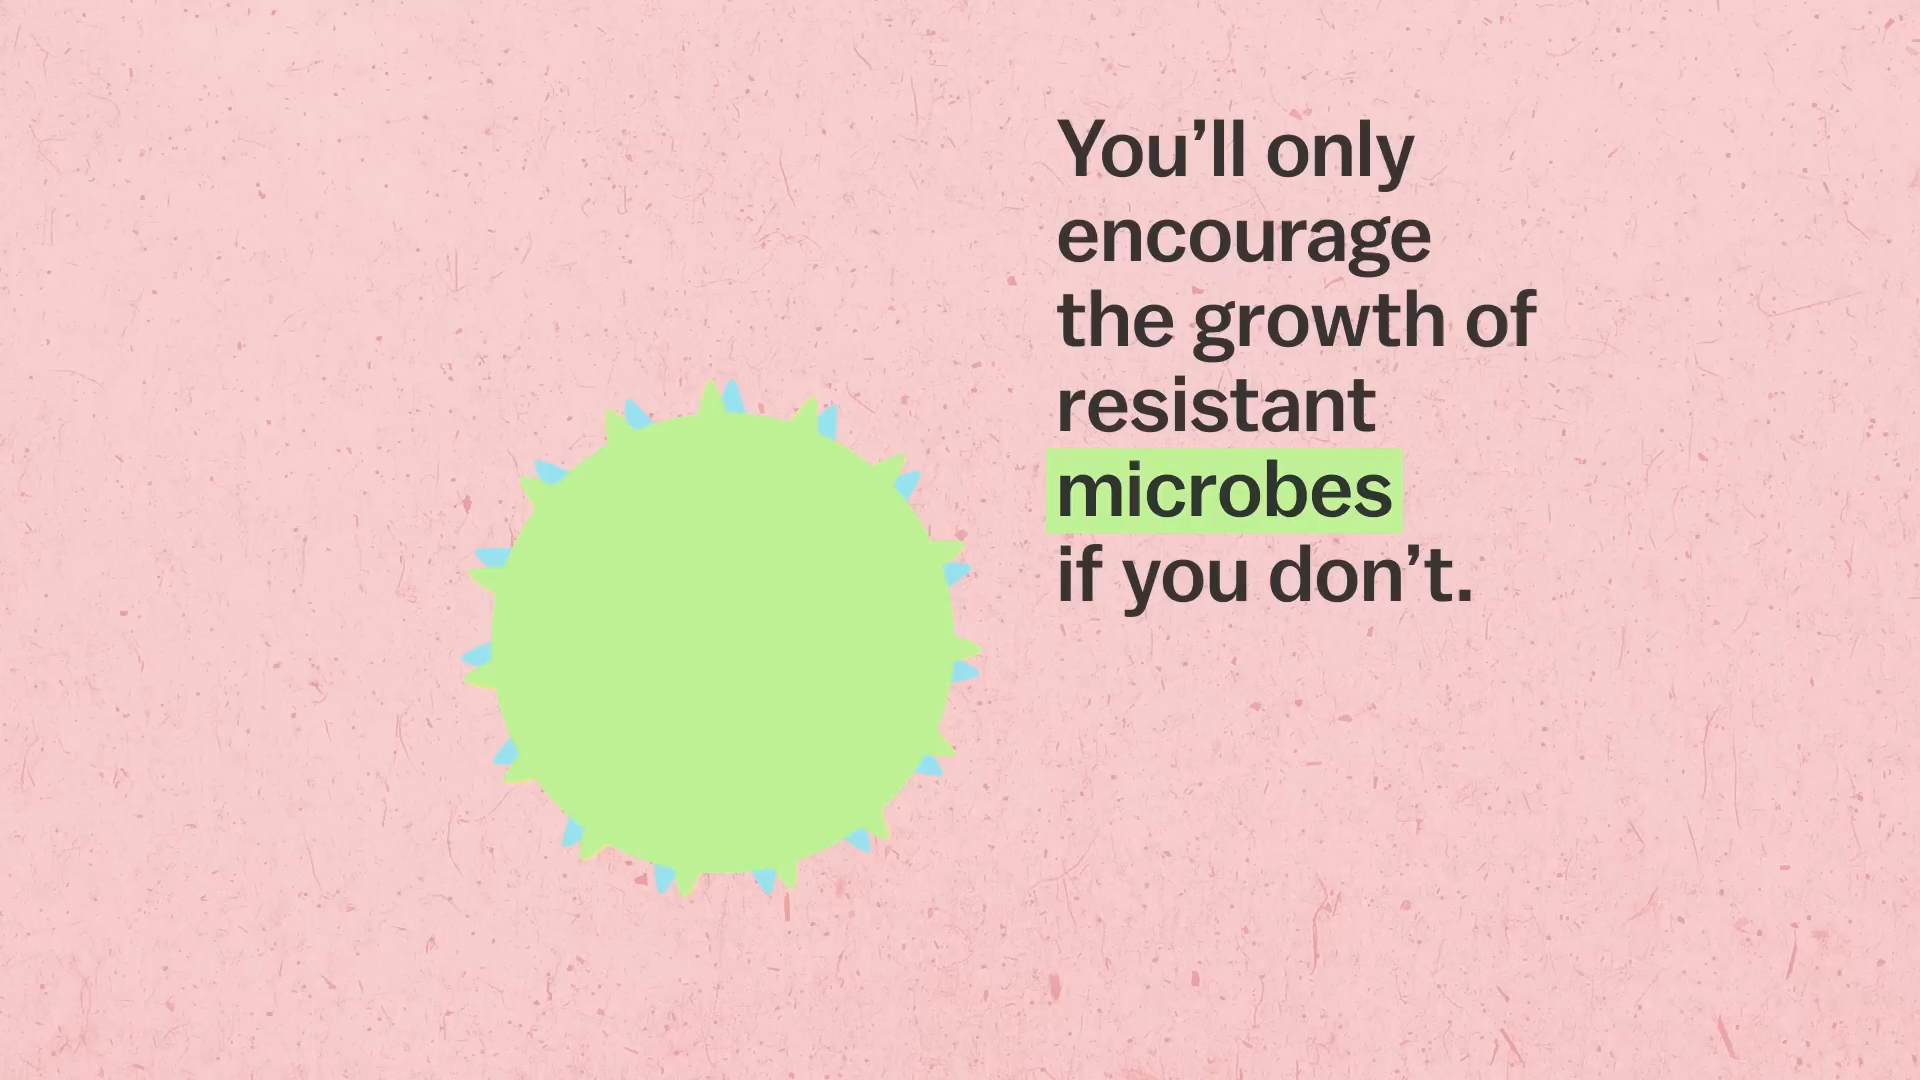 You’ll only
encourage
the growth of
resistant
microbes
if you don’t.